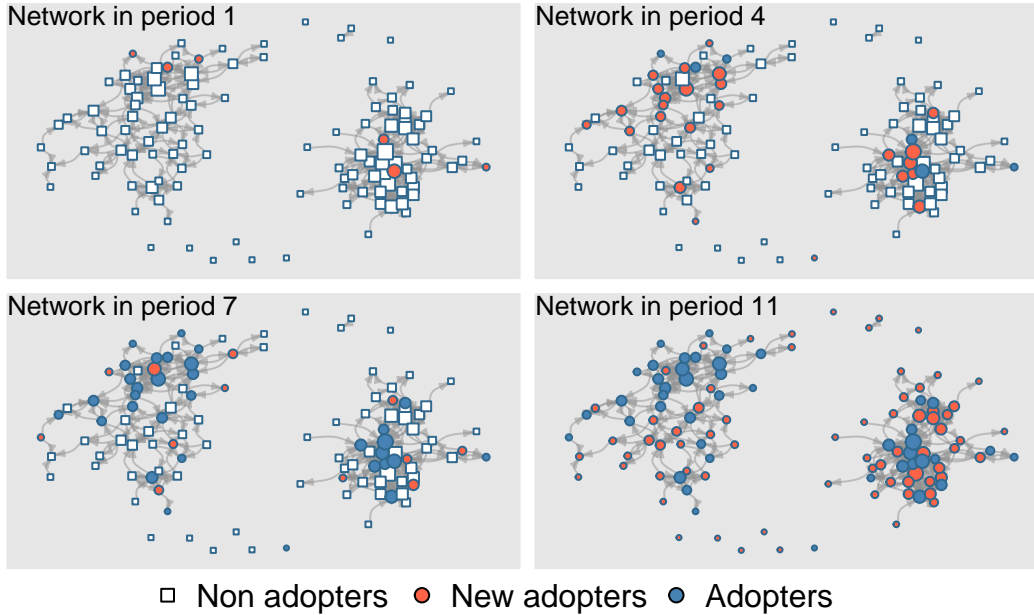 Network in period 1
Network in period 4
Network in period 7
Network in period 11
Non adopters New adopters Adopters